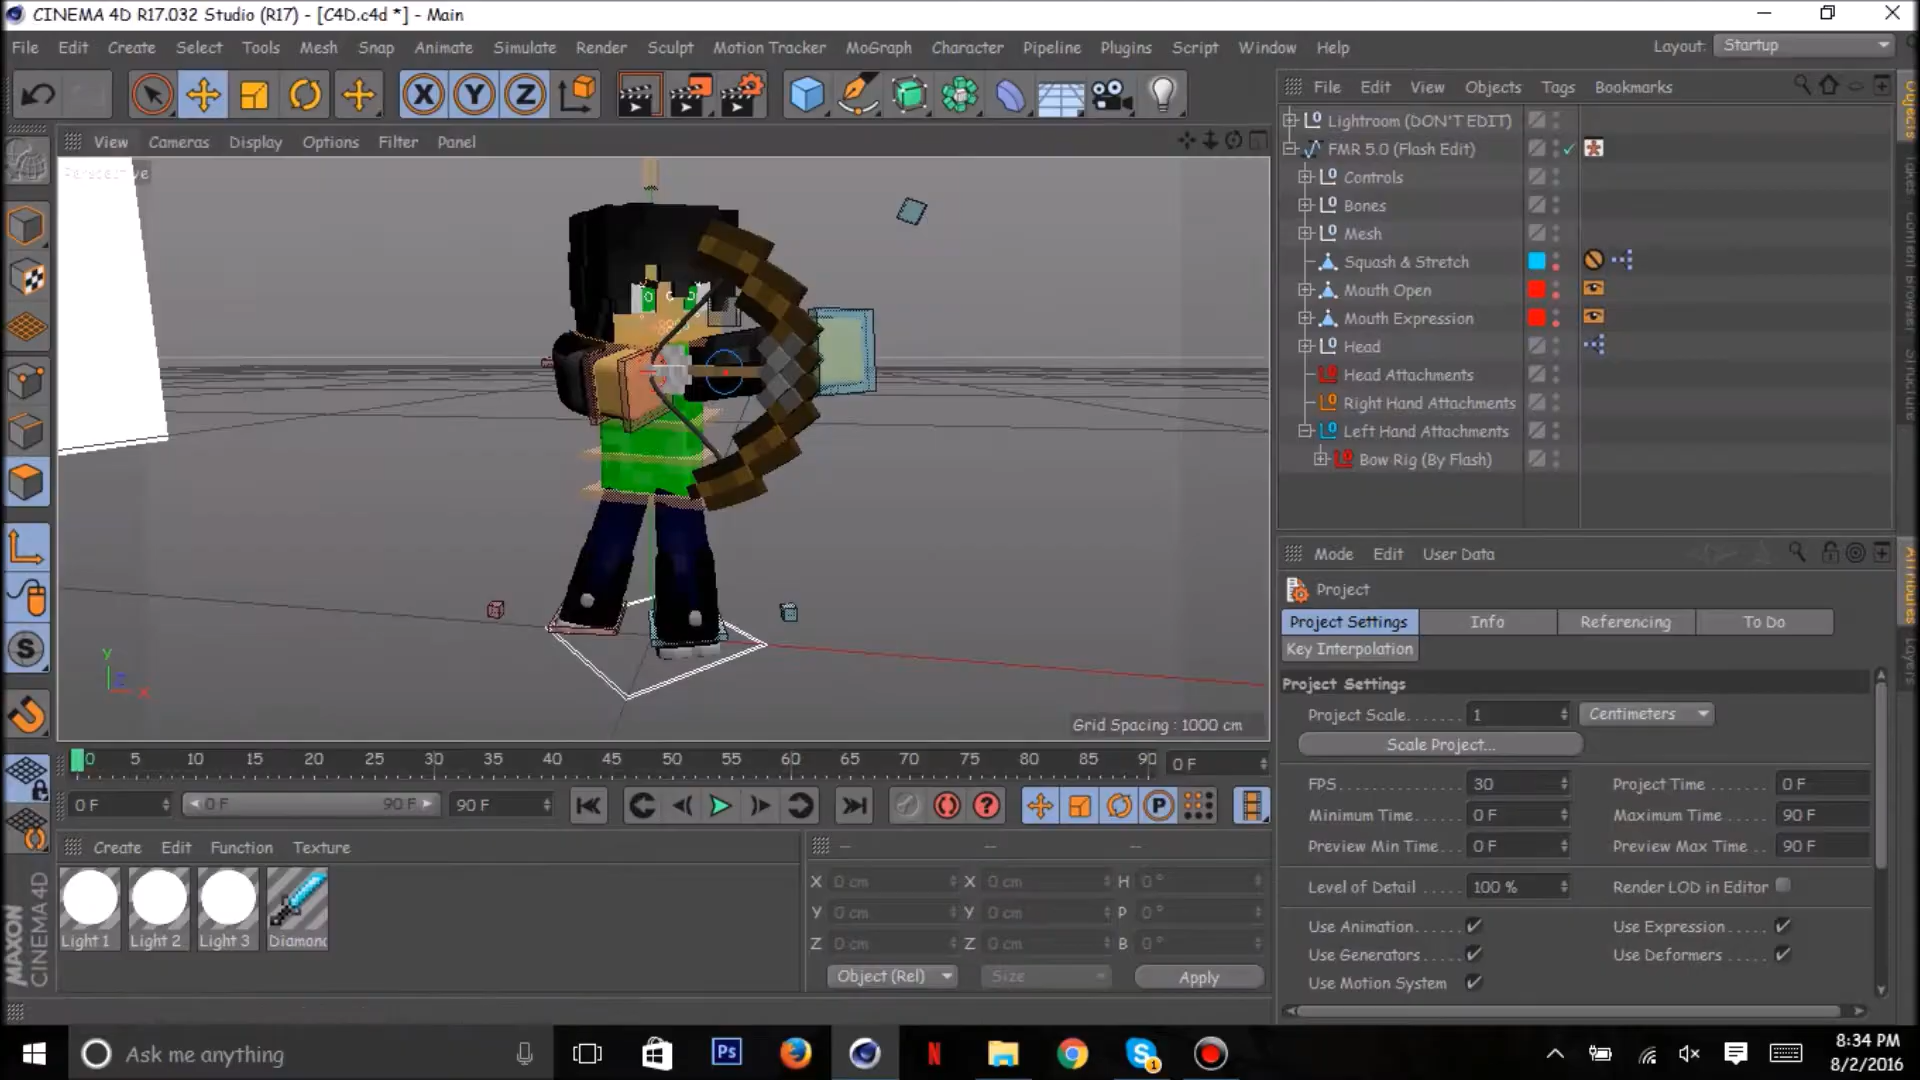 CINEMA 4D R17.032 Studio (R17) - [C4D.c4d *] - Main
File Edit Create Select Tools Mesh Snap Animate Simulate Render Sculpt Motion Tracker MoGraph Character Pipeline Plugins Script Window Help
Layout: Startup
X Y Z
View Cameras Display Options Filter Panel
Perspective
Grid Spacing : 1000 cm
y
Z
x
File Edit View Objects Tags Bookmarks
Lightroom (DON'T EDIT)
FMR 5.0 (Flash Edit)
Controls
Bones
Mesh
Squash & Stretch
Mouth Open
Mouth Expression
Head
Head Attachments
Right Hand Attachments
Left Hand Attachments
Bow Rig (By Flash)
Objects
Takes
Content Browser
Structure
Attributes
Layers
Mode Edit User Data
Project
Project Settings Info Referencing To Do
Key Interpolation
Project Settings
Project Scale 1 Centimeters
Scale Project...
FPS 30 Project Time 0 F
Minimum Time 0 F Maximum Time 90 F
Preview Min Time 0 F Preview Max Time 90 F
Level of Detail 100 % Render LOD in Editor
Use Animation Use Expression
Use Generators Use Deformers
Use Motion System
0 5 10 15 20 25 30 35 40 45 50 55 60 65 70 75 80 85 90 0 F
0 F 0 F 90 F 90 F
P
S
Create Edit Function Texture
Light 1 Light 2 Light 3 Diamond
-- -- --
X 0 cm X 0 cm H 0 °
Y 0 cm Y 0 cm P 0 °
Z 0 cm Z 0 cm B 0 °
Object (Rel) Size Apply
MAXON
CINEMA 4D
Ask me anything
Ps
N
S
1
8:34 PM
8/2/2016